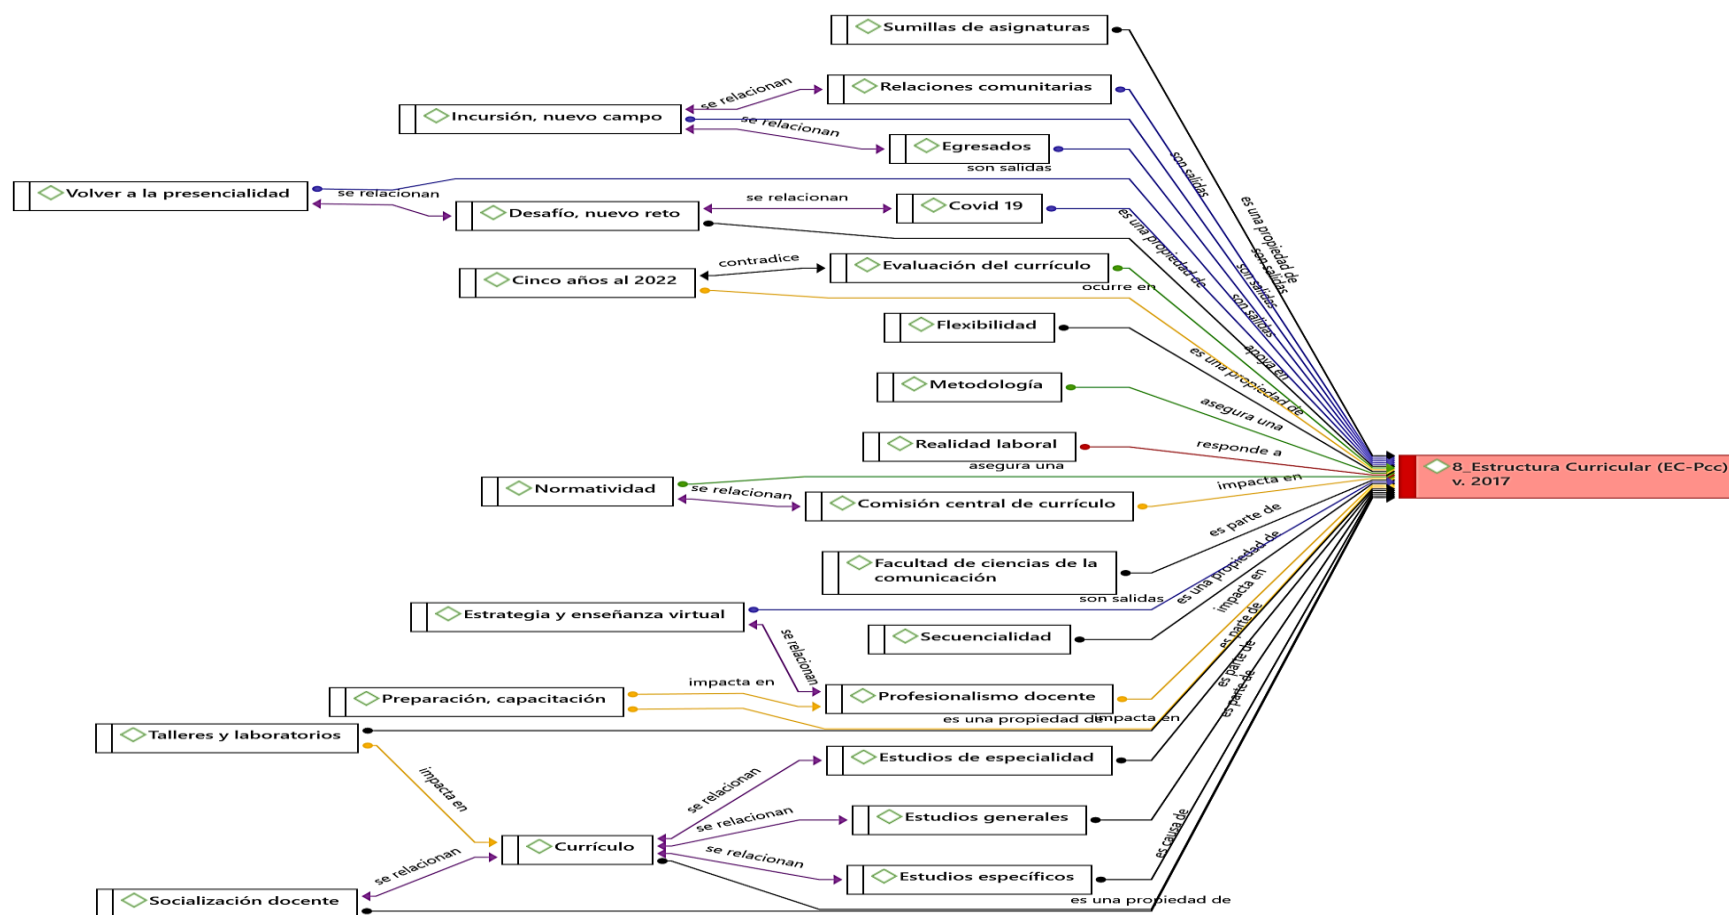 Sumillas de asignaturas
Relaciones comunitarias
se relacionan
Incursión, nuevo campo
se relacionan
Egresados
son salidas
son salidas
Volver a la presencialidad
se relacionan
Desafío, nuevo reto
se relacionan
Covid 19
es una propiedad de
es una propiedad de
son salidas
son salidas
son salidas
contradice
Cinco años al 2022
Evaluación del currículo
ocurre en
Flexibilidad
apoya en
es una propiedad de
Metodología
asegura una
Realidad laboral
responde a
asegura una
Normatividad
se relacionan
Comisión central de currículo
impacta en
8_Estructura Curricular (EC-Pcc)
v. 2017
es parte de
Facultad de ciencias de la
comunicación
es una propiedad de
son salidas
impacta en
Estrategia y enseñanza virtual
Secuencialidad
se relacionan
es parte de
es parte de
es parte de
Preparación, capacitación
impacta en
Profesionalismo docente
es una propiedad de
impacta en
Talleres y laboratorios
Estudios de especialidad
impacta en
se relacionan
Estudios generales
se relacionan
Currículo
es causa de
se relacionan
se relacionan
Estudios específicos
Socialización docente
es una propiedad de